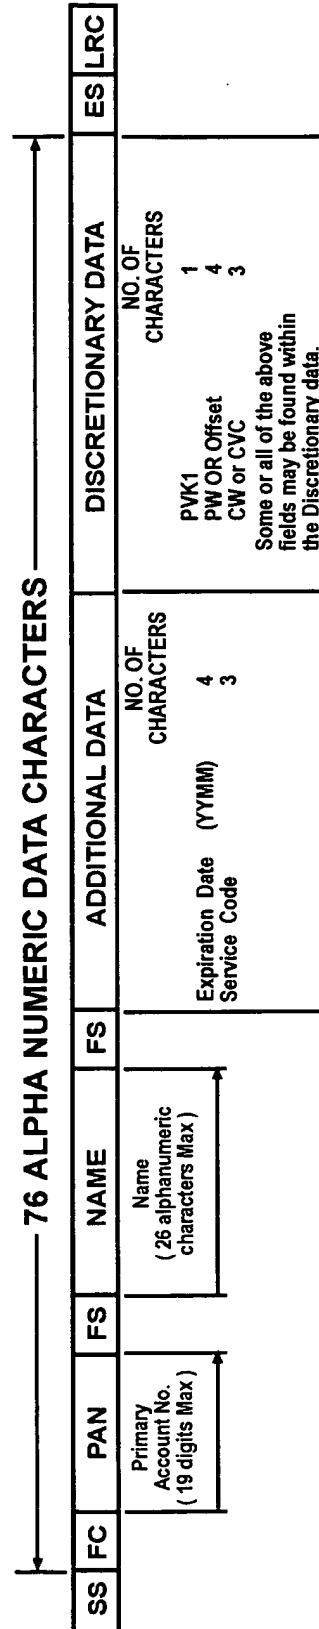 76 ALPHA NUMERIC DATA CHARACTERS
SS FC PAN FS NAME FS ADDITIONAL DATA DISCRETIONARY DATA ES LRC
Primary
Account No.
( 19 digits Max )
Name
( 26 alphanumeric
characters Max )
NO. OF
CHARACTERS
Expiration Date (YYMM) 4
Service Code 3
NO. OF
CHARACTERS
PVK1 1
PW OR Offset 4
CW or CVC 3
Some or all of the above
fields may be found within
the Discretionary data.